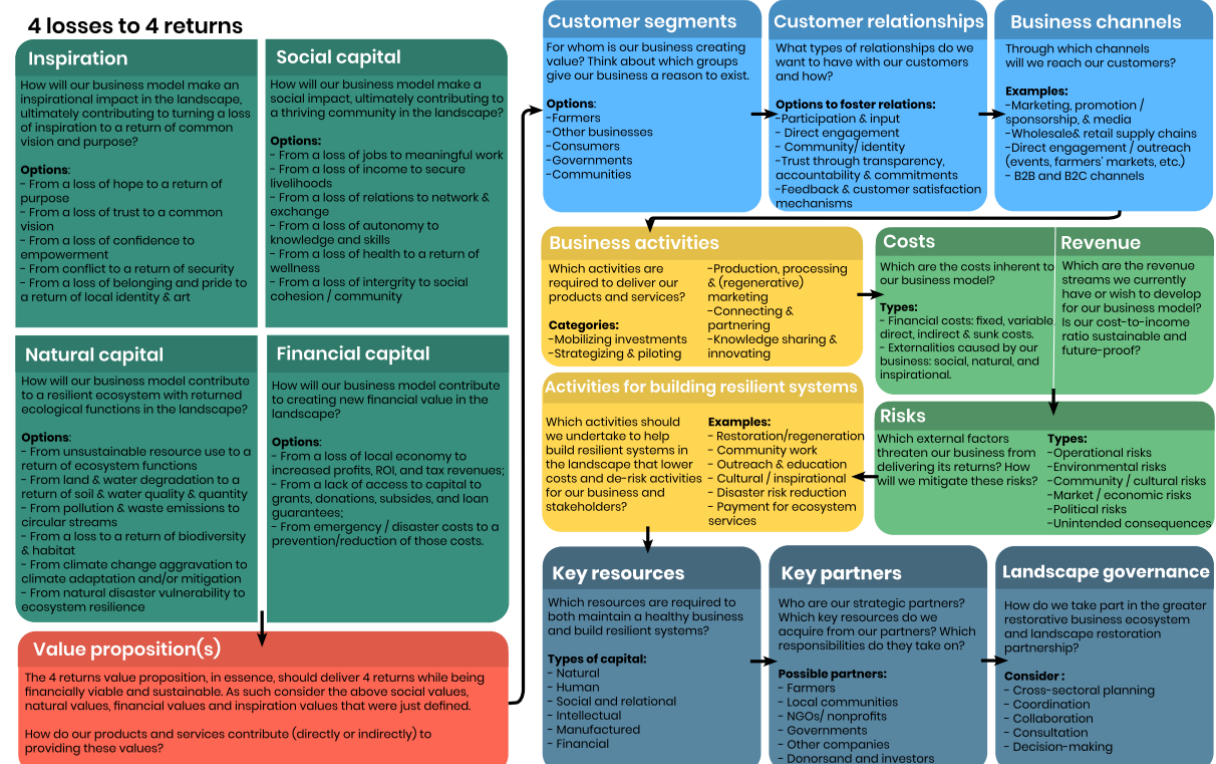 4 losses to 4 returns
Inspiration
How will our business model make an
inspirational impact in the landscape,
ultimately contributing to turning a loss
of inspiration to a return of common
vision and purpose?
Options:
- From a loss of hope to a return of
purpose
- From a loss of trust to a common
vision
- From a loss of confidence to
empowerment
- From conflict to a return of security
- From a loss of belonging and pride to
a return of local identity & art
Social capital
How will our business model make a
social impact, ultimately contributing to
a thriving community in the landscape?
Options:
- From a loss of jobs to meaningful work
- From a loss of income to secure
livelihoods
- From a loss of relations to network &
exchange
- From a loss of autonomy to
knowledge and skills
- From a loss of health to a return of
wellness
- From a loss of intergrity to social
cohesion / community
Natural capital
How will our business model contribute
to a resilient ecosystem with returned
ecological functions in the landscape?
Options:
- From unsustainable resource use to a
return of ecosystem functions
- From land & water degradation to a
return of soil & water quality & quantity
- From pollution & waste emissions to
circular streams
- From a loss to a return of biodiversity
& habitat
- From climate change aggravation to
climate adaptation and/or mitigation
- From natural disaster vulnerability to
ecosystem resilience
Financial capital
How will our business model contribute
to creating new financial value in the
landscape?
Options:
- From a loss of local economy to
increased profits, ROI, and tax revenues;
- From a lack of access to capital to
grants, donations, subsides, and loan
guarantees;
- From emergency / disaster costs to a
prevention/reduction of those costs.
Value proposition(s)
The 4 returns value proposition, in essence, should deliver 4 returns while being
financially viable and sustainable. As such consider the above social values,
natural values, financial values and inspiration values that were just defined.
How do our products and services contribute (directly or indirectly) to
providing these values?
Customer segments
For whom is our business creating
value? Think about which groups
give our business a reason to exist.
Options:
-Farmers
-Other businesses
-Consumers
-Governments
-Communities
Customer relationships
What types of relationships do we
want to have with our customers
and how?
Options to foster relations:
-Participation & input
- Direct engagement
- Community/ identity
-Trust through transparency,
accountability & commitments
-Feedback & customer satisfaction
mechanisms
Business channels
Through which channels
will we reach our customers?
Examples:
-Marketing, promotion /
sponsorship, & media
-Wholesale& retail supply chains
-Direct engagement / outreach
(events, farmers' markets, etc.)
- B2B and B2C channels
Business activities
Which activities are
required to deliver our
products and services?
Categories:
-Mobilizing investments
-Strategizing & piloting
-Production, processing
& (regenerative)
marketing
-Connecting &
partnering
-Knowledge sharing &
innovating
Costs
Which are the costs inherent to
our business model?
Types:
- Financial costs: fixed, variable
direct, indirect & sunk costs.
- Externalities caused by our
business: social, natural, and
inspirational.
Revenue
Which are the revenue
streams we currently
have or wish to develop
for our business model?
Is our cost-to-income
ratio sustainable and
future-proof?
Activities for building resilient systems
Which activities should
we undertake to help
build resilient systems in
the landscape that lower
costs and de-risk activities
for our business and
stakeholders?
Examples:
- Restoration/regeneration
- Community work
- Outreach & education
- Cultural / inspirational
- Disaster risk reduction
- Payment for ecosystem
services
Risks
Which external factors
threaten our business from
delivering its returns? How
will we mitigate these risks?
Types:
-Operational risks
-Environmental risks
-Community / cultural risks
-Market / economic risks
-Political risks
-Unintended consequences
Key resources
Which resources are required to
both maintain a healthy business
and build resilient systems?
Types of capital:
- Natural
- Human
- Social and relational
- Intellectual
- Manufactured
- Financial
Key partners
Who are our strategic partners?
Which key resources do we
acquire from our partners? Which
responsibilities do they take on?
Possible partners:
- Farmers
- Local communities
- NGOs/ nonprofits
- Governments
- Other companies
- Donorsand and investors
Landscape governance
How do we take part in the greater
restorative business ecosystem
and landscape restoration
partnership?
Consider :
- Cross-sectoral planning
- Coordination
- Collaboration
- Consultation
- Decision-making